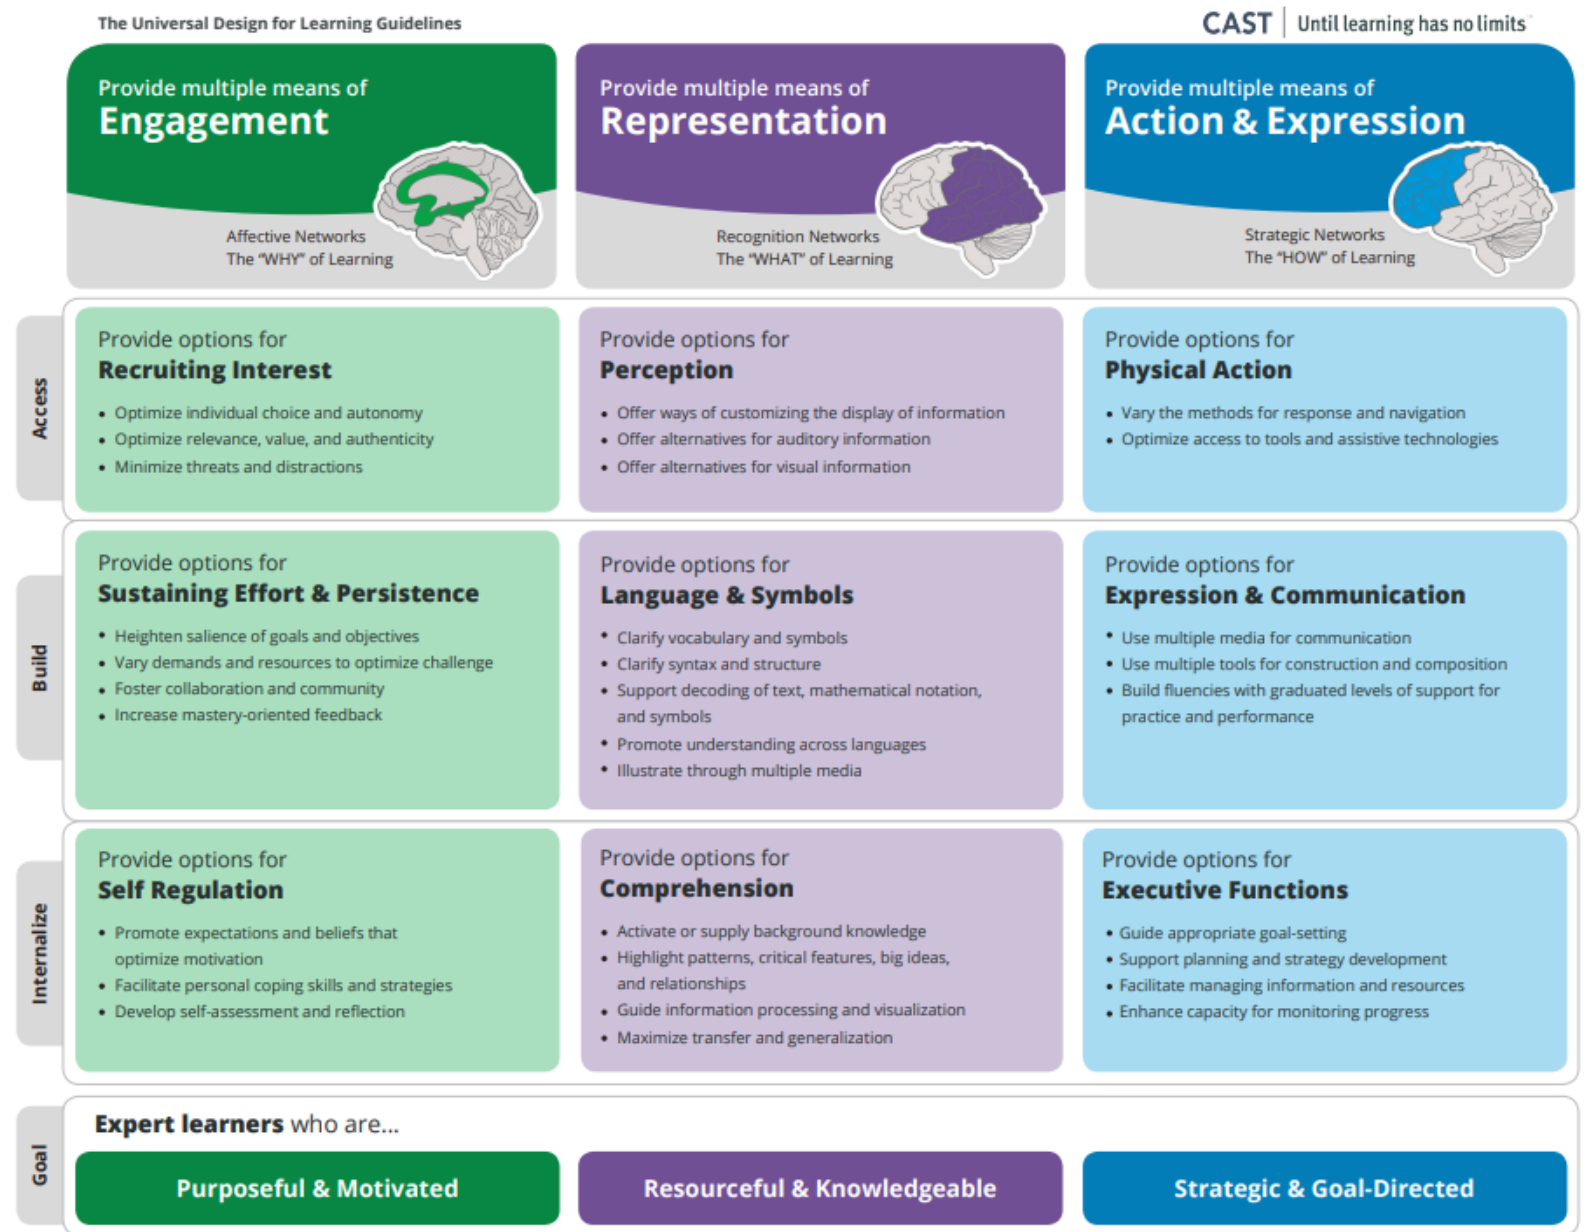 The Universal Design for Learning Guidelines
CAST | Until learning has no limits
Provide multiple means of
Engagement
Affective Networks
The “WHY” of Learning
Provide multiple means of
Representation
Recognition Networks
The “WHAT” of Learning
Provide multiple means of
Action & Expression
Strategic Networks
The “HOW” of Learning
Access
Provide options for
Recruiting Interest
• Optimize individual choice and autonomy
• Optimize relevance, value, and authenticity
• Minimize threats and distractions
Provide options for
Perception
• Offer ways of customizing the display of information
• Offer alternatives for auditory information
• Offer alternatives for visual information
Provide options for
Physical Action
• Vary the methods for response and navigation
• Optimize access to tools and assistive technologies
Build
Provide options for
Sustaining Effort & Persistence
• Heighten salience of goals and objectives
• Vary demands and resources to optimize challenge
• Foster collaboration and community
• Increase mastery-oriented feedback
Provide options for
Language & Symbols
• Clarify vocabulary and symbols
• Clarify syntax and structure
• Support decoding of text, mathematical notation,
and symbols
• Promote understanding across languages
• Illustrate through multiple media
Provide options for
Expression & Communication
• Use multiple media for communication
• Use multiple tools for construction and composition
• Build fluencies with graduated levels of support for
practice and performance
Internalize
Provide options for
Self Regulation
• Promote expectations and beliefs that
optimize motivation
• Facilitate personal coping skills and strategies
• Develop self-assessment and reflection
Provide options for
Comprehension
• Activate or supply background knowledge
• Highlight patterns, critical features, big ideas,
and relationships
• Guide information processing and visualization
• Maximize transfer and generalization
Provide options for
Executive Functions
• Guide appropriate goal-setting
• Support planning and strategy development
• Facilitate managing information and resources
• Enhance capacity for monitoring progress
Goal
Expert learners who are...
Purposeful & Motivated
Resourceful & Knowledgeable
Strategic & Goal-Directed